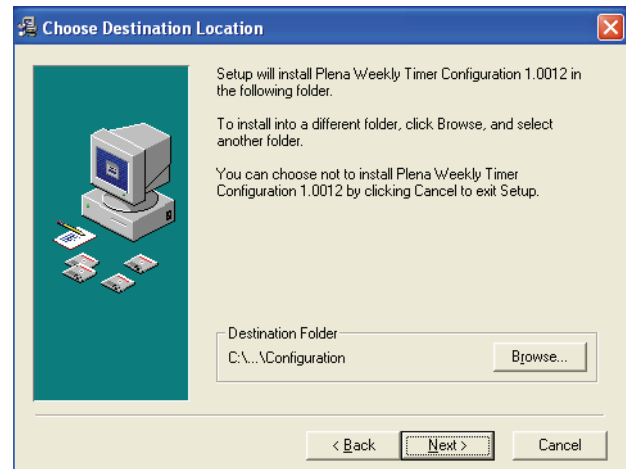 Choose Destination Location
Setup will install Plena Weekly Timer Configuration 1.0012 in
the following folder.
To install into a different folder, click Browse, and select
another folder.
You can choose not to install Plena Weekly Timer
Configuration 1.0012 by clicking Cancel to exit Setup.
Destination Folder
C:\...\Configuration
Browse...
< Back
Next >
Cancel